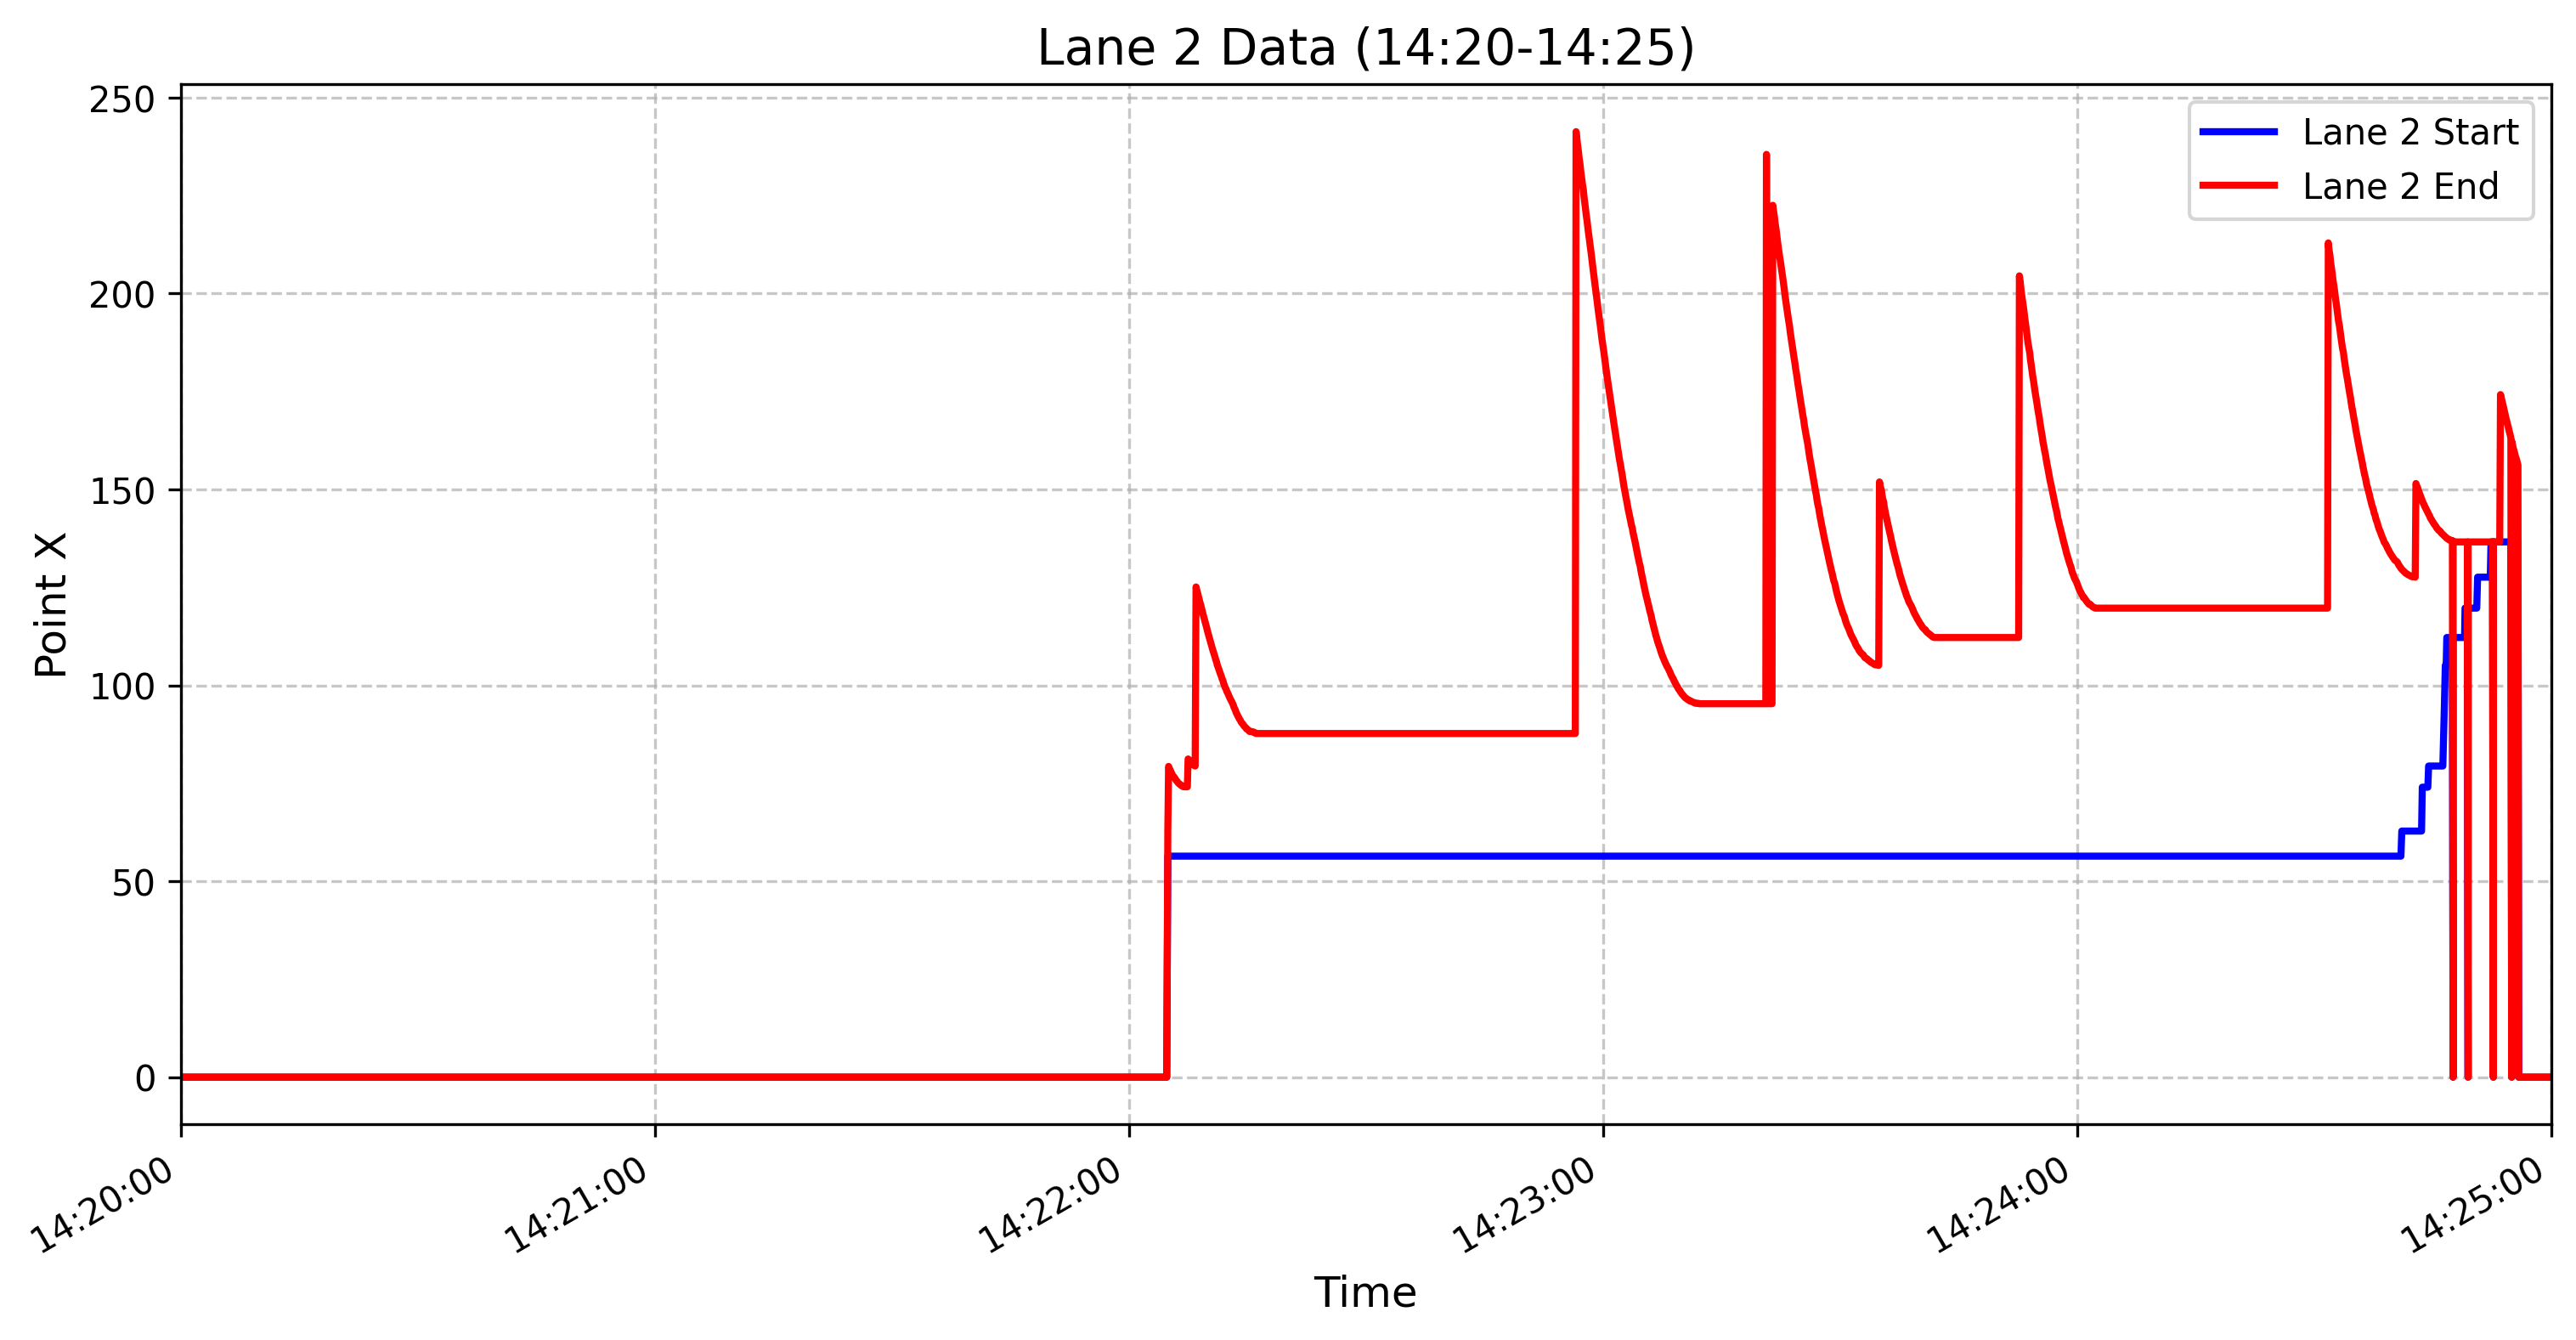 Lane 2 Data (14:20-14:25)
Lane 2 Start
Lane 2 End
Point X
250
200
150
100
50
0
14:20:00
14:21:00
14:22:00
14:23:00
14:24:00
14:25:00
Time